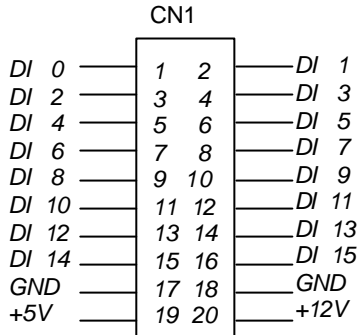 CN1
DI 0 1 2 DI 1
DI 2 3 4 DI 3
DI 4 5 6 DI 5
DI 6 7 8 DI 7
DI 8 9 10 DI 9
DI 10 11 12 DI 11
DI 12 13 14 DI 13
DI 14 15 16 DI 15
GND 17 18 GND
+5V 19 20 +12V